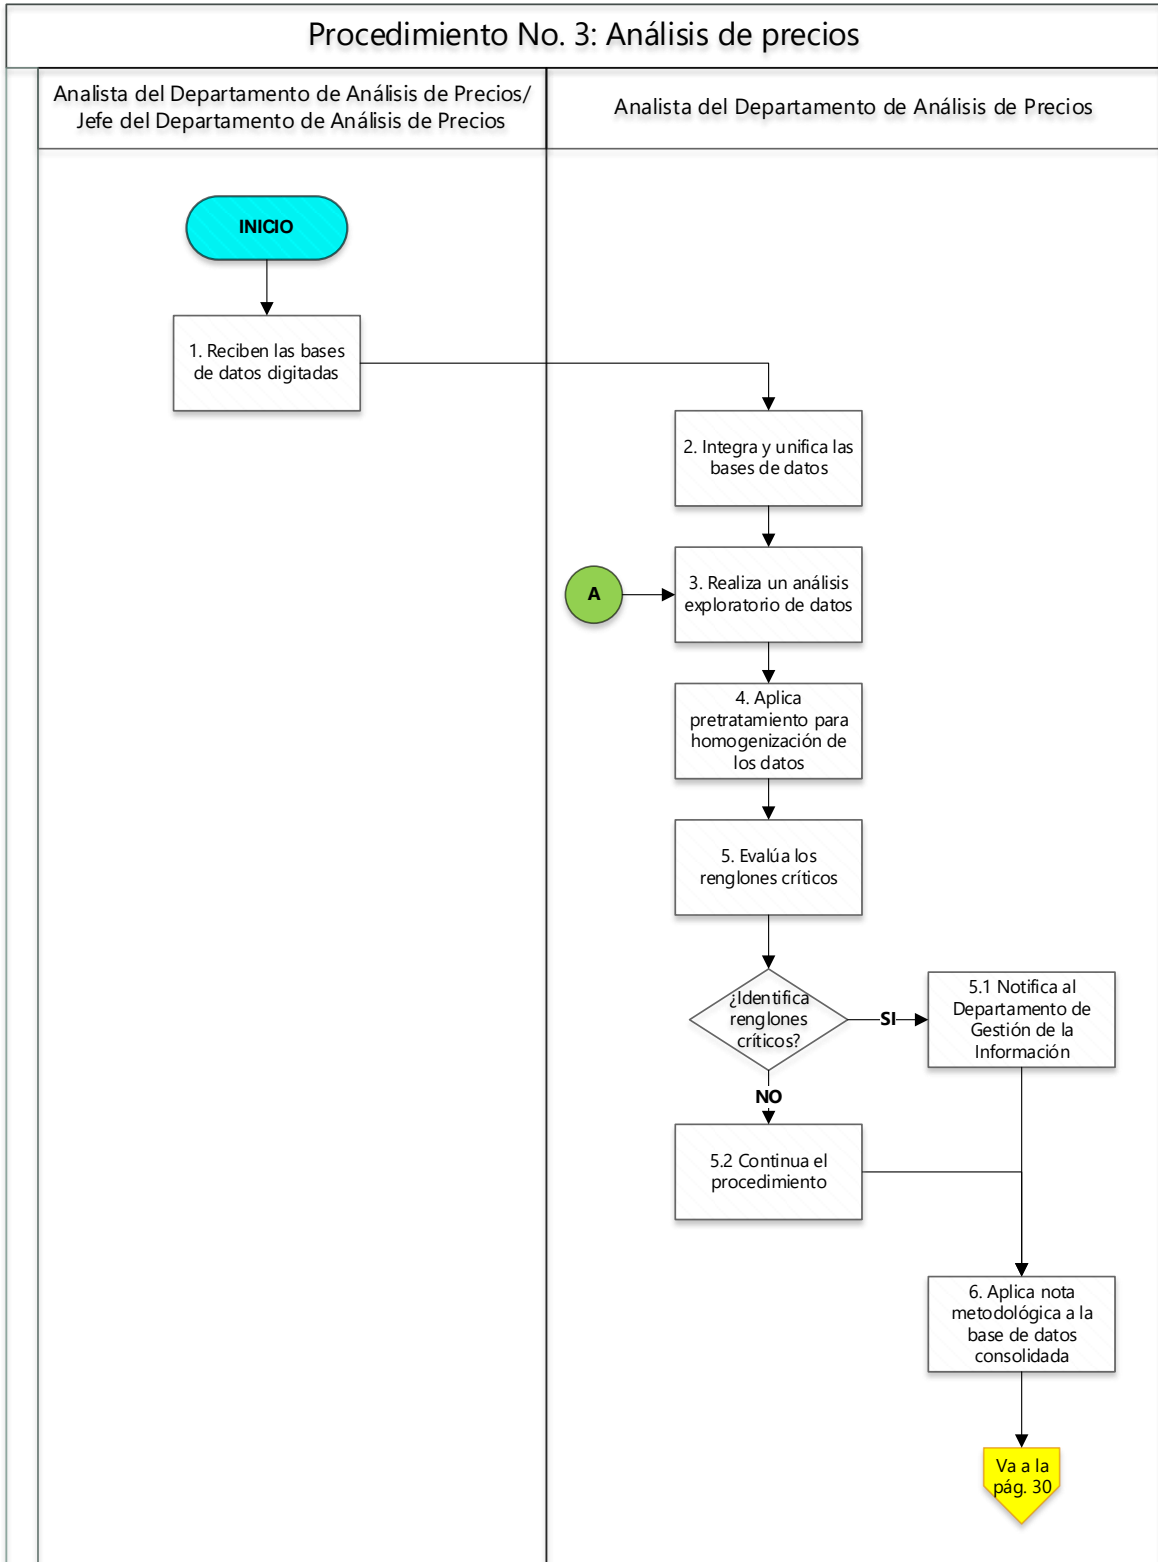 Procedimiento No. 3: Análisis de precios
Analista del Departamento de Análisis de Precios/
Jefe del Departamento de Análisis de Precios
Analista del Departamento de Análisis de Precios
INICIO
1. Reciben las bases
de datos digitadas
2. Integra y unifica las
bases de datos
A
3. Realiza un análisis
exploratorio de datos
4. Aplica
pretratamiento para
homogenización de
los datos
5. Evalúa los
renglones críticos
¿Identifica
renglones
críticos?
SI
5.1 Notifica al
Departamento de
Gestión de la
Información
NO
5.2 Continua el
procedimiento
6. Aplica nota
metodológica a la
base de datos
consolidada
Va a la
pág. 30